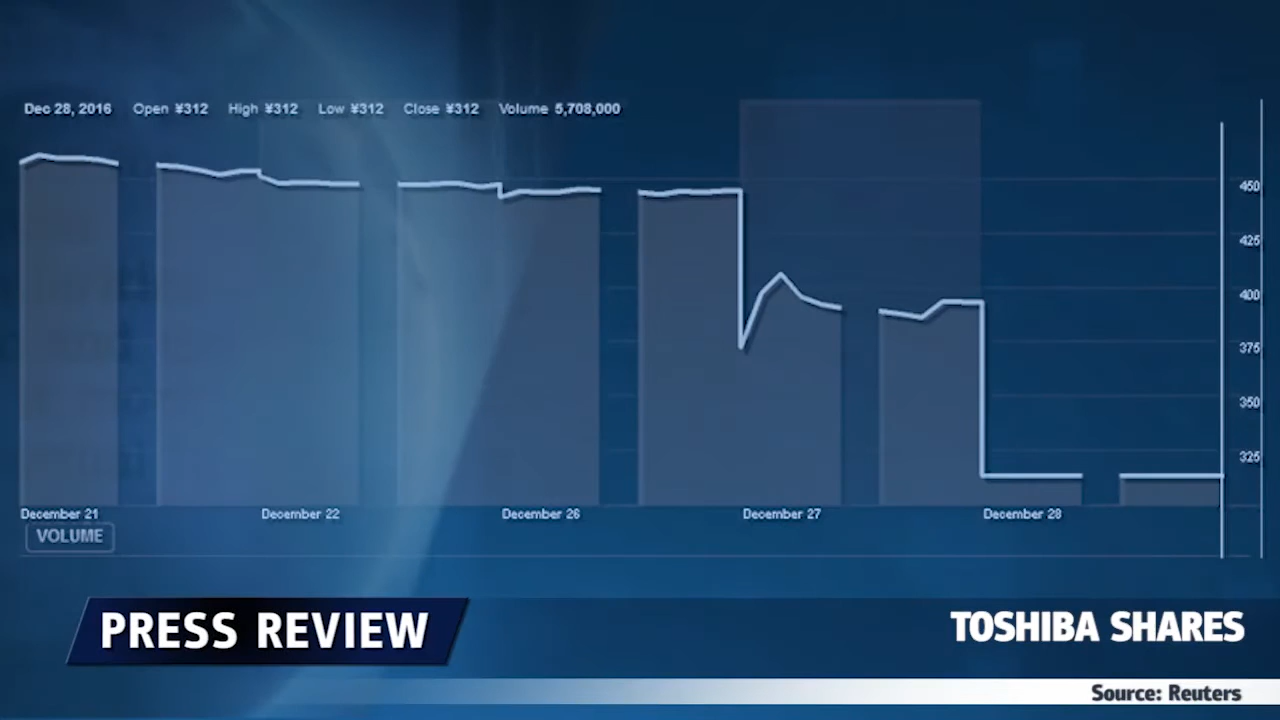 Dec 28, 2016 Open ¥312 High ¥312 Low ¥312 Close ¥312 Volume 5,708,000
450
425
400
375
350
325
December 21 December 22 December 26 December 27 December 28
VOLUME
PRESS REVIEW
TOSHIBA SHARES
Source: Reuters